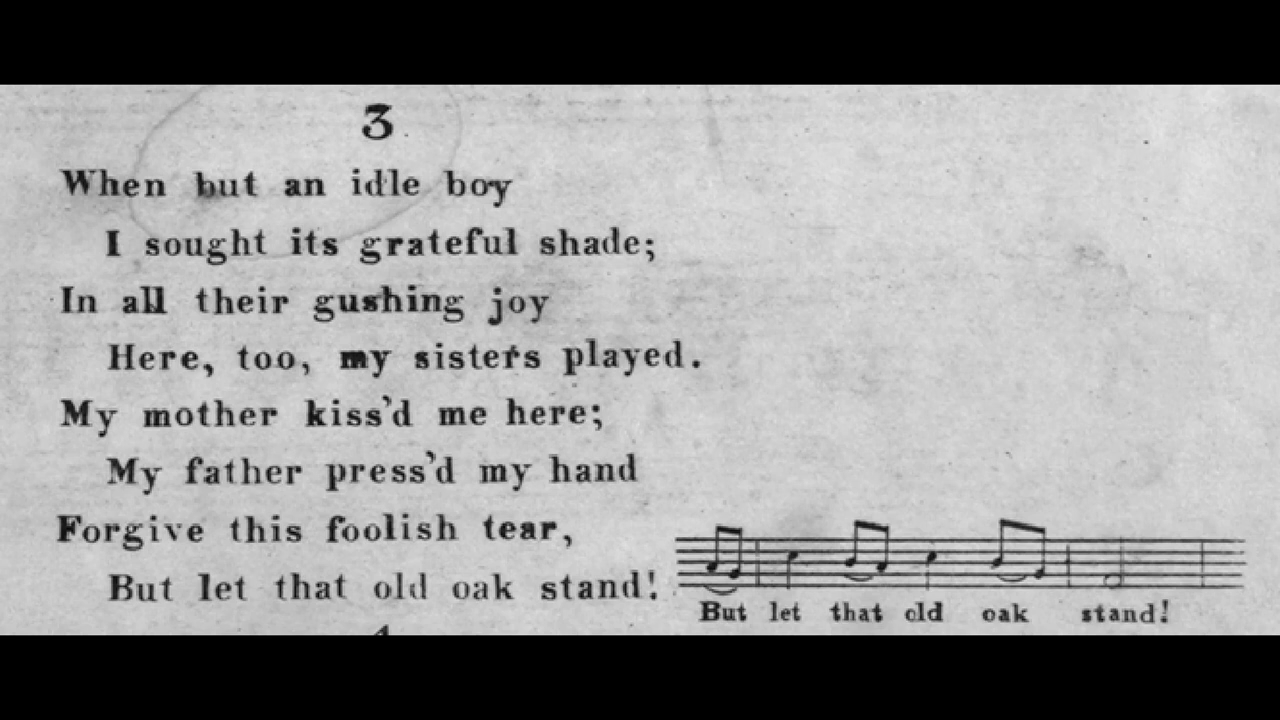 3
When but an idle boy
I sought its grateful shade;
In all their gushing joy
Here, too, my sisters played.
My mother kiss'd me here;
My father press'd my hand
Forgive this foolish tear,
But let that old oak stand!
But let that old oak stand!